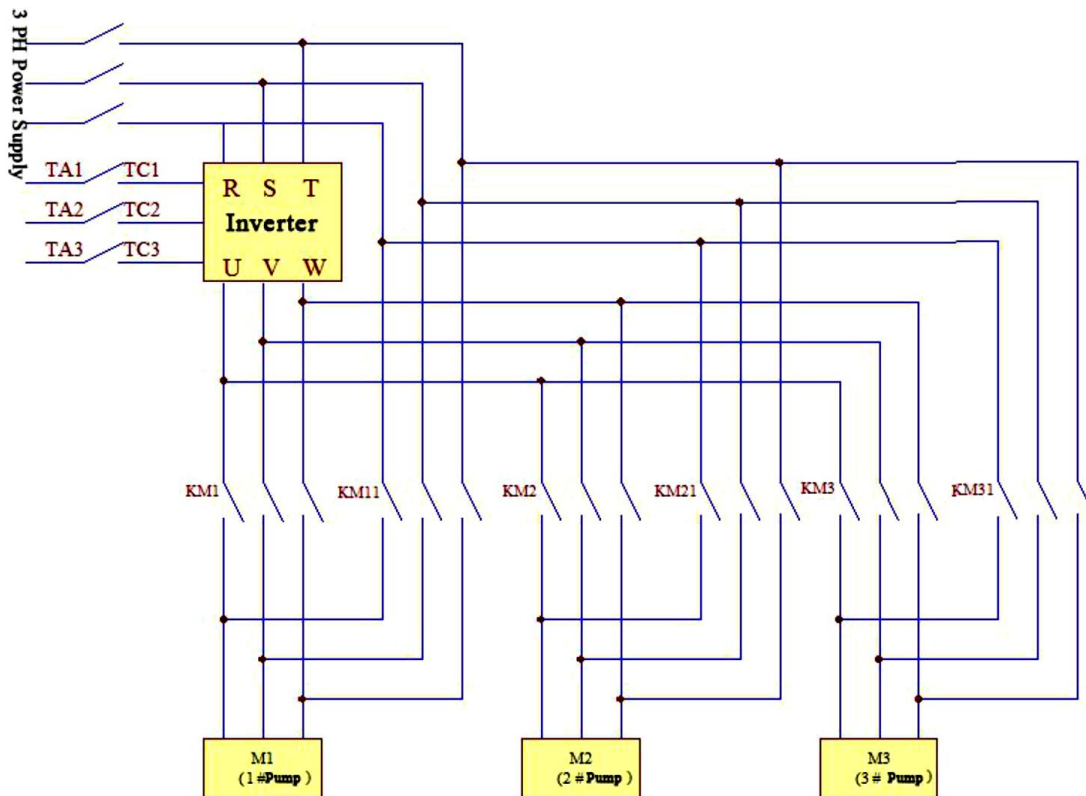 3 PH Power Supply
TA1 TC1
TA2 TC2
TA3 TC3
R S T
Inverter
U V W
KM1 KM11 KM2 KM21 KM3 KM31
M1
(1 #Pump )
M2
(2 #Pump )
M3
(3 # Pump )